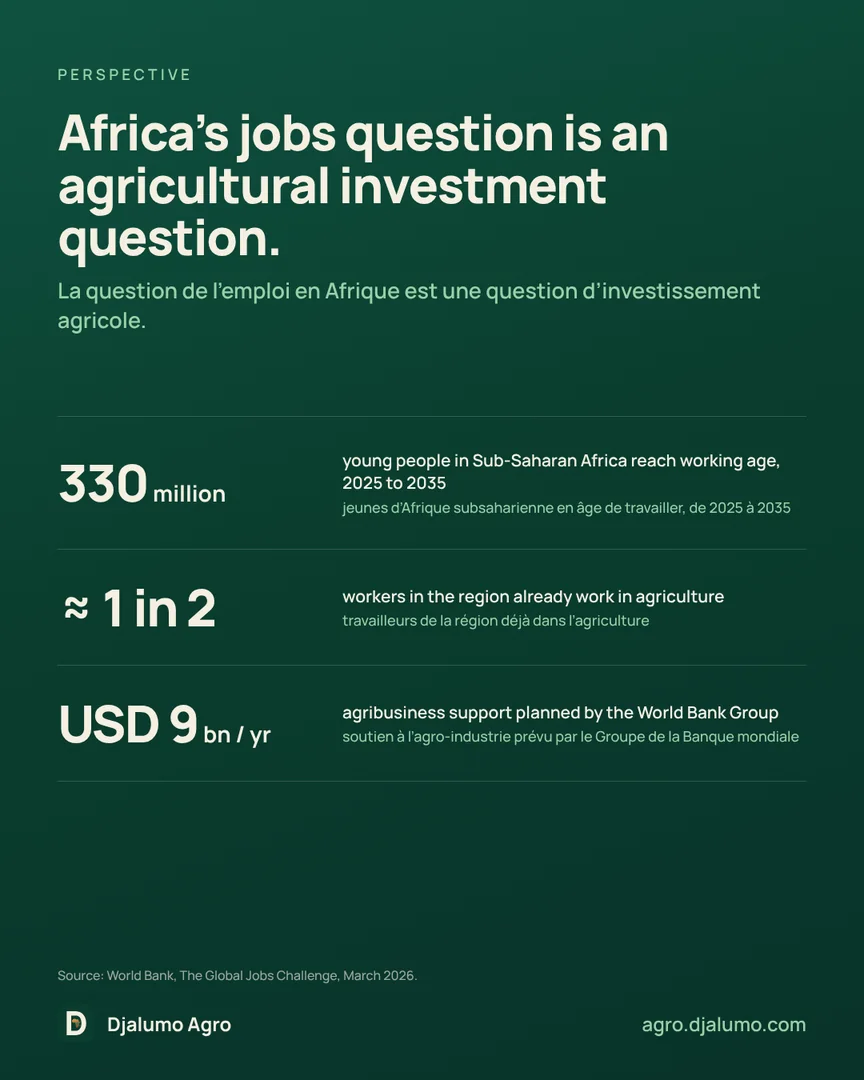 PERSPECTIVE
Africa’s jobs question is an
agricultural investment
question.
La question de l’emploi en Afrique est une question d’investissement
agricole.
330 million
young people in Sub-Saharan Africa reach working age,
2025 to 2035
jeunes d’Afrique subsaharienne en âge de travailler, de 2025 à 2035
≈ 1 in 2
workers in the region already work in agriculture
travailleurs de la région déjà dans l’agriculture
USD 9 bn / yr
agribusiness support planned by the World Bank Group
soutien à l’agro-industrie prévu par le Groupe de la Banque mondiale
Source: World Bank, The Global Jobs Challenge, March 2026.
D Djalumo Agro
agro.djalumo.com